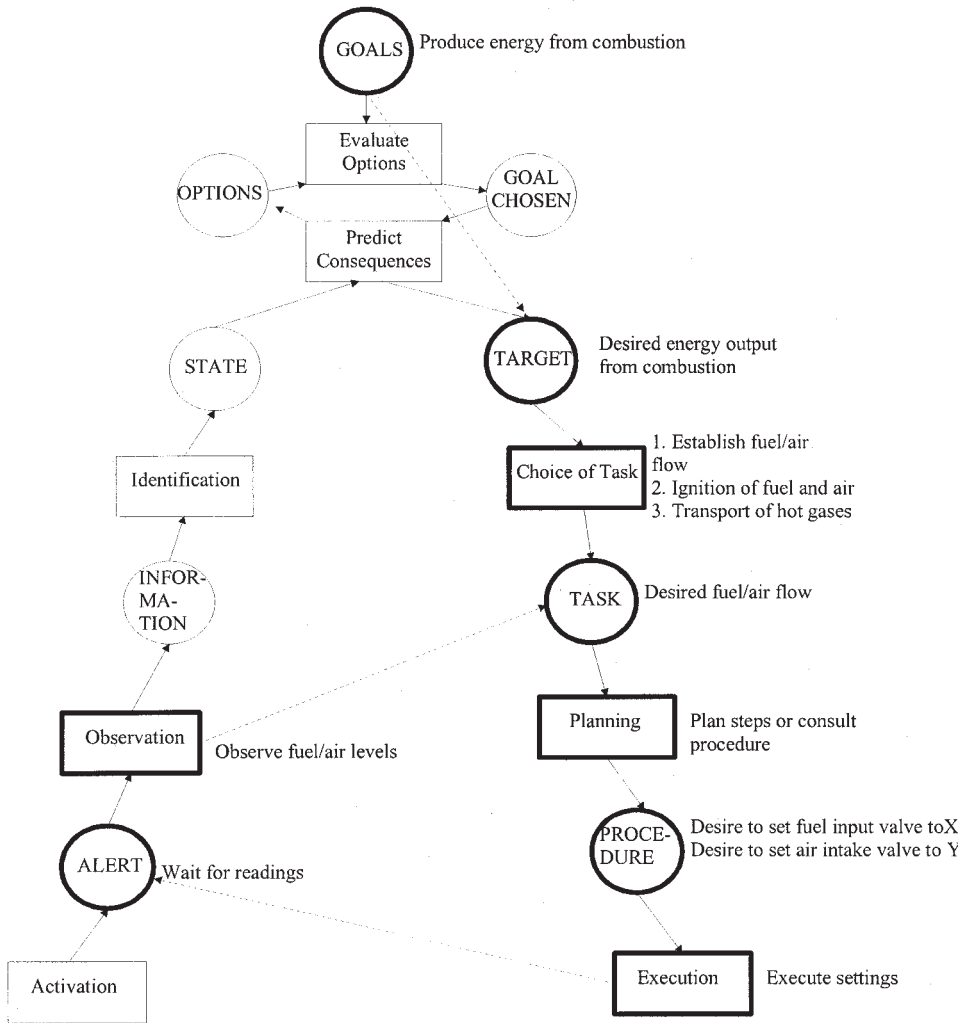 GOALS
Produce energy from combustion
Evaluate
Options
OPTIONS
GOAL
CHOSEN
Predict
Consequences
STATE
TARGET
Desired energy output
from combustion
Identification
Choice of Task
1. Establish fuel/air
flow
2. Ignition of fuel and air
3. Transport of hot gases
INFOR-
MA-
TION
TASK
Desired fuel/air flow
Observation
Observe fuel/air levels
Planning
Plan steps or consult
procedure
ALERT
Wait for readings
PROCE-
DURE
Desire to set fuel input valve toX
Desire to set air intake valve to Y
Activation
Execution
Execute settings